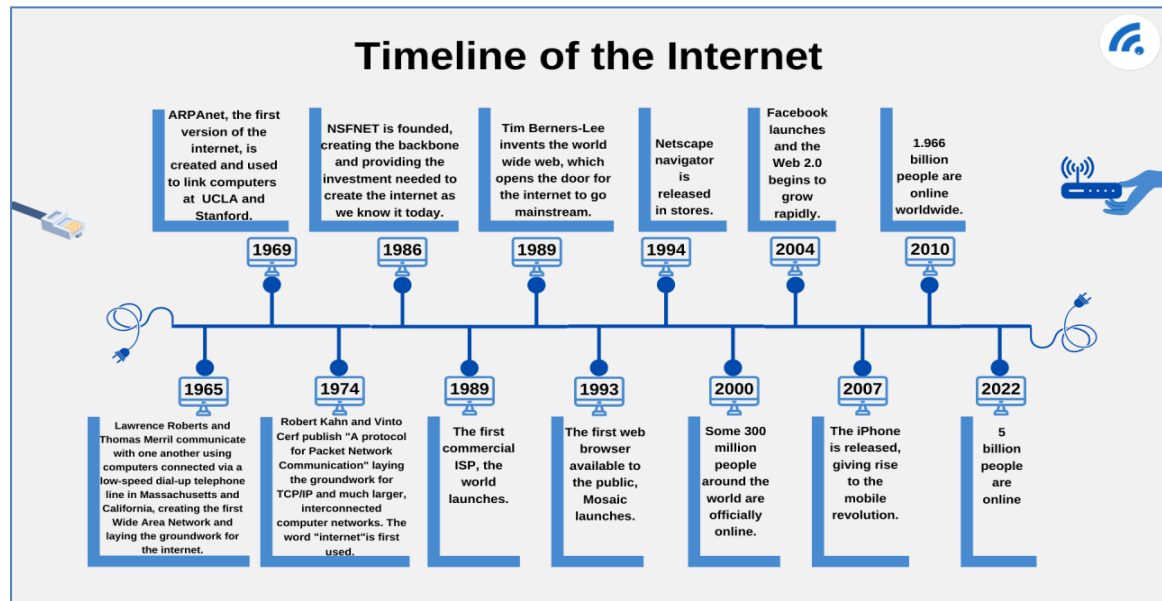 Timeline of the Internet
ARPAnet, the first
version of the
internet, is
created and used
to link computers
at UCLA and
Stanford.
NSFNET is founded,
creating the backbone
and providing the
investment needed to
create the internet as
we know it today.
Tim Berners-Lee
invents the world
wide web, which
opens the door for
the internet to go
mainstream.
Netscape
navigator
is
released
in stores.
Facebook
launches
and the
Web 2.0
begins to
grow
rapidly.
1.966
billion
people are
online
worldwide.
1969
1986
1989
1994
2004
2010
1965
1974
1989
1993
2000
2007
2022
Lawrence Roberts and
Thomas Merril communicate
with one another using
computers connected via a
low-speed dial-up telephone
line in Massachusetts and
California, creating the first
Wide Area Network and
laying the groundwork for
the internet.
Robert Kahn and Vinto
Cerf publish "A protocol
for Packet Network
Communication" laying
the groundwork for
TCP/IP and much larger,
interconnected
computer networks. The
word "internet"is first
used.
The first
commercial
ISP, the
world
launches.
The first web
browser
available to
the public,
Mosaic
launches.
Some 300
million
people
around the
world are
officially
online.
The iPhone
is released,
giving rise
to the
mobile
revolution.
5
billion
people
are
online